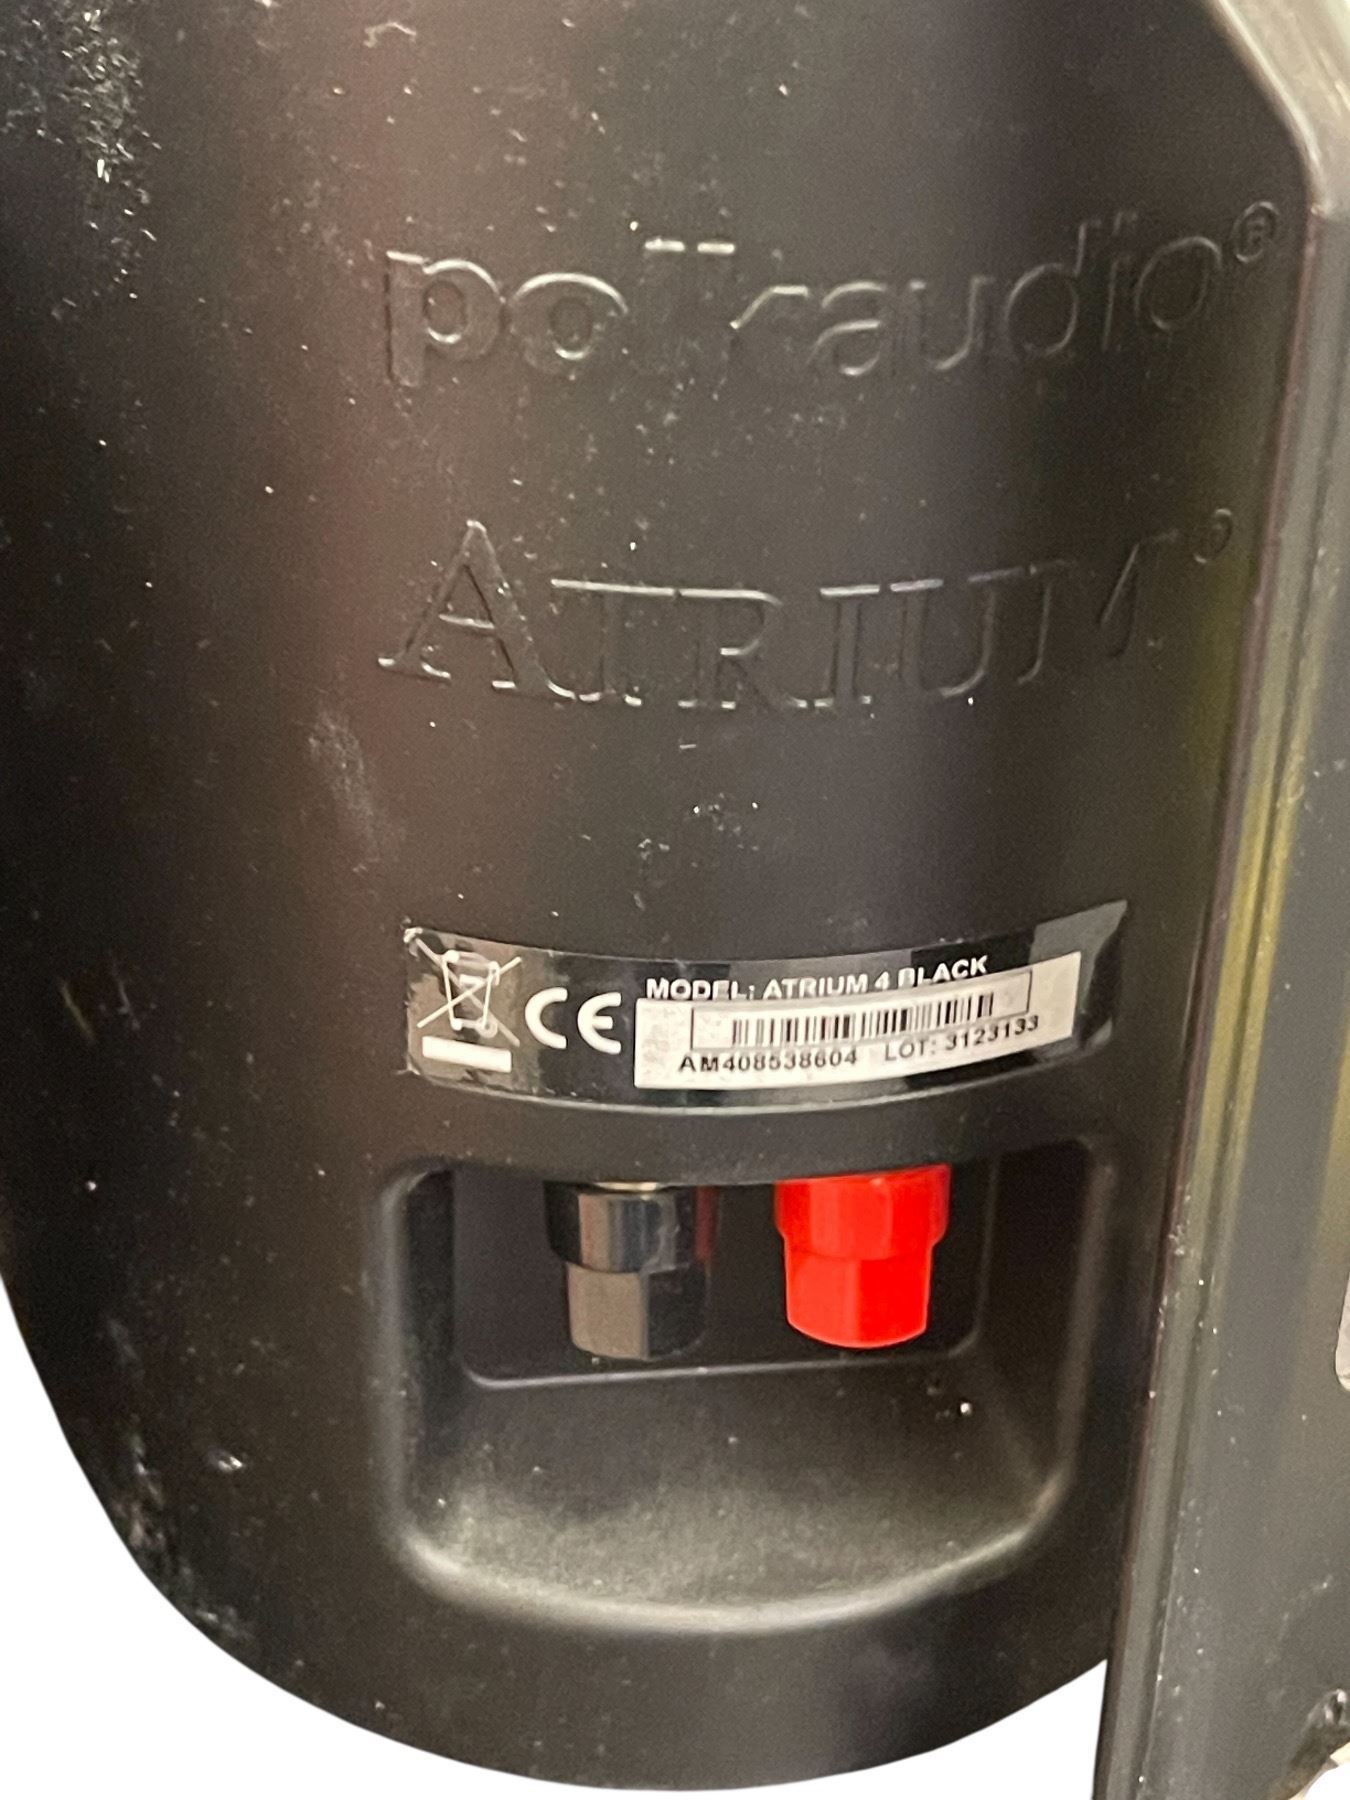 polkaudio®
ATRIUM®
CE
MODEL: ATRIUM 4 BLACK
AM408538604 LOT: 3123133